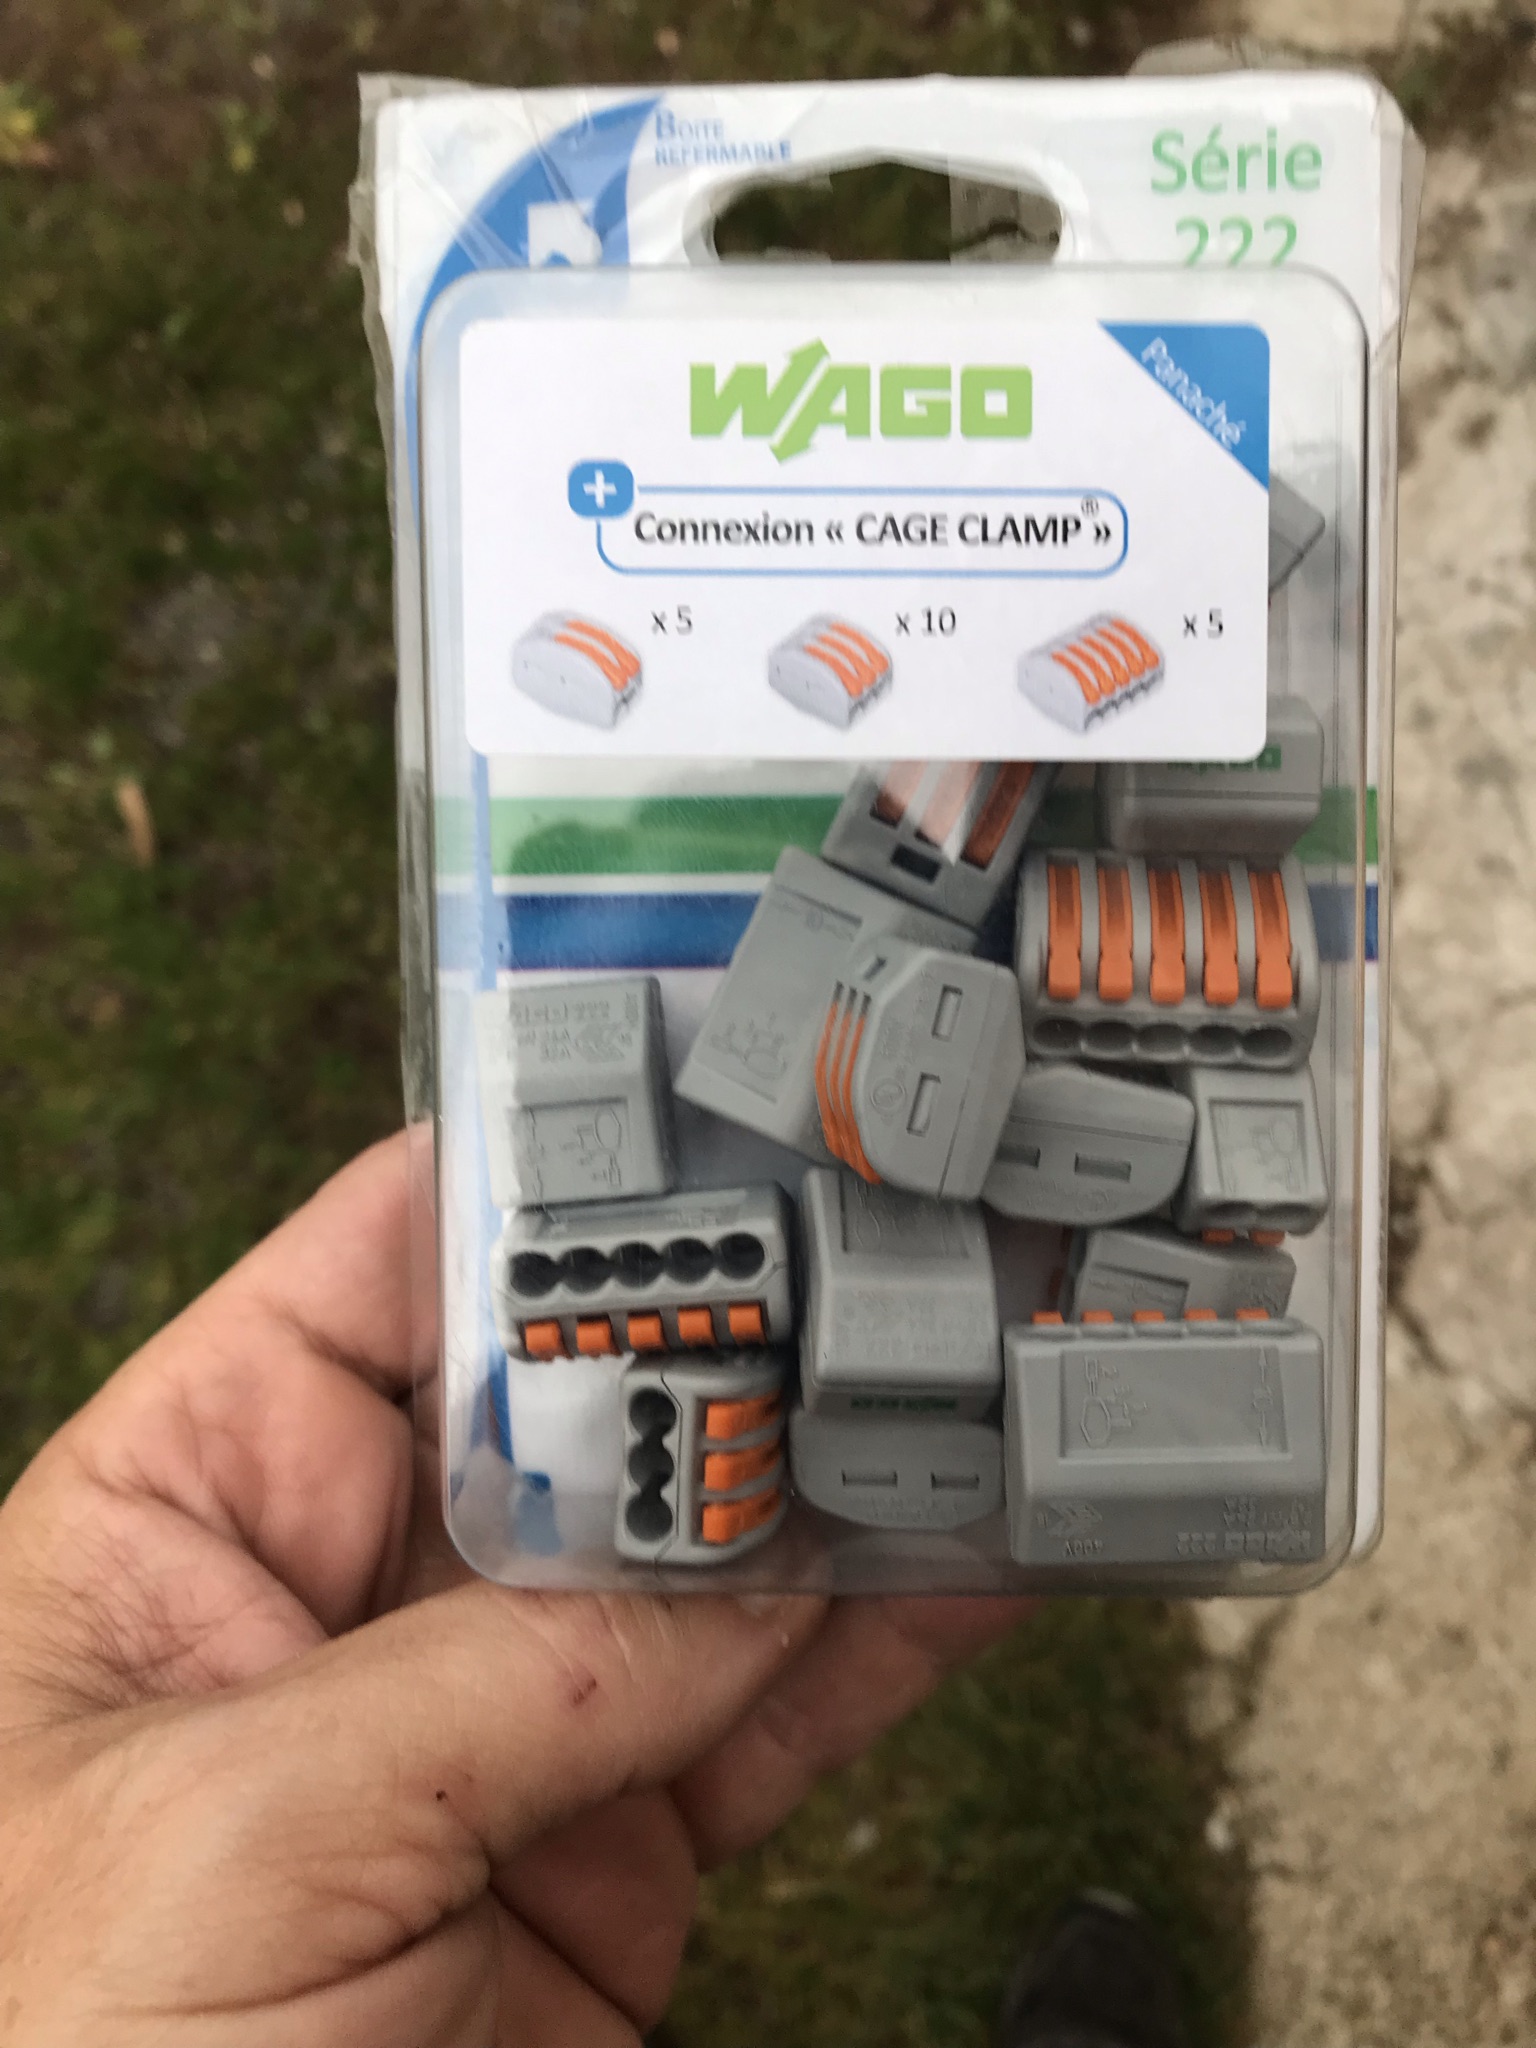 BOITE
REFERMABLE
Série
222
WAGO
Panaché
+
Connexion « CAGE CLAMP® »
x 5
x 10
x 5